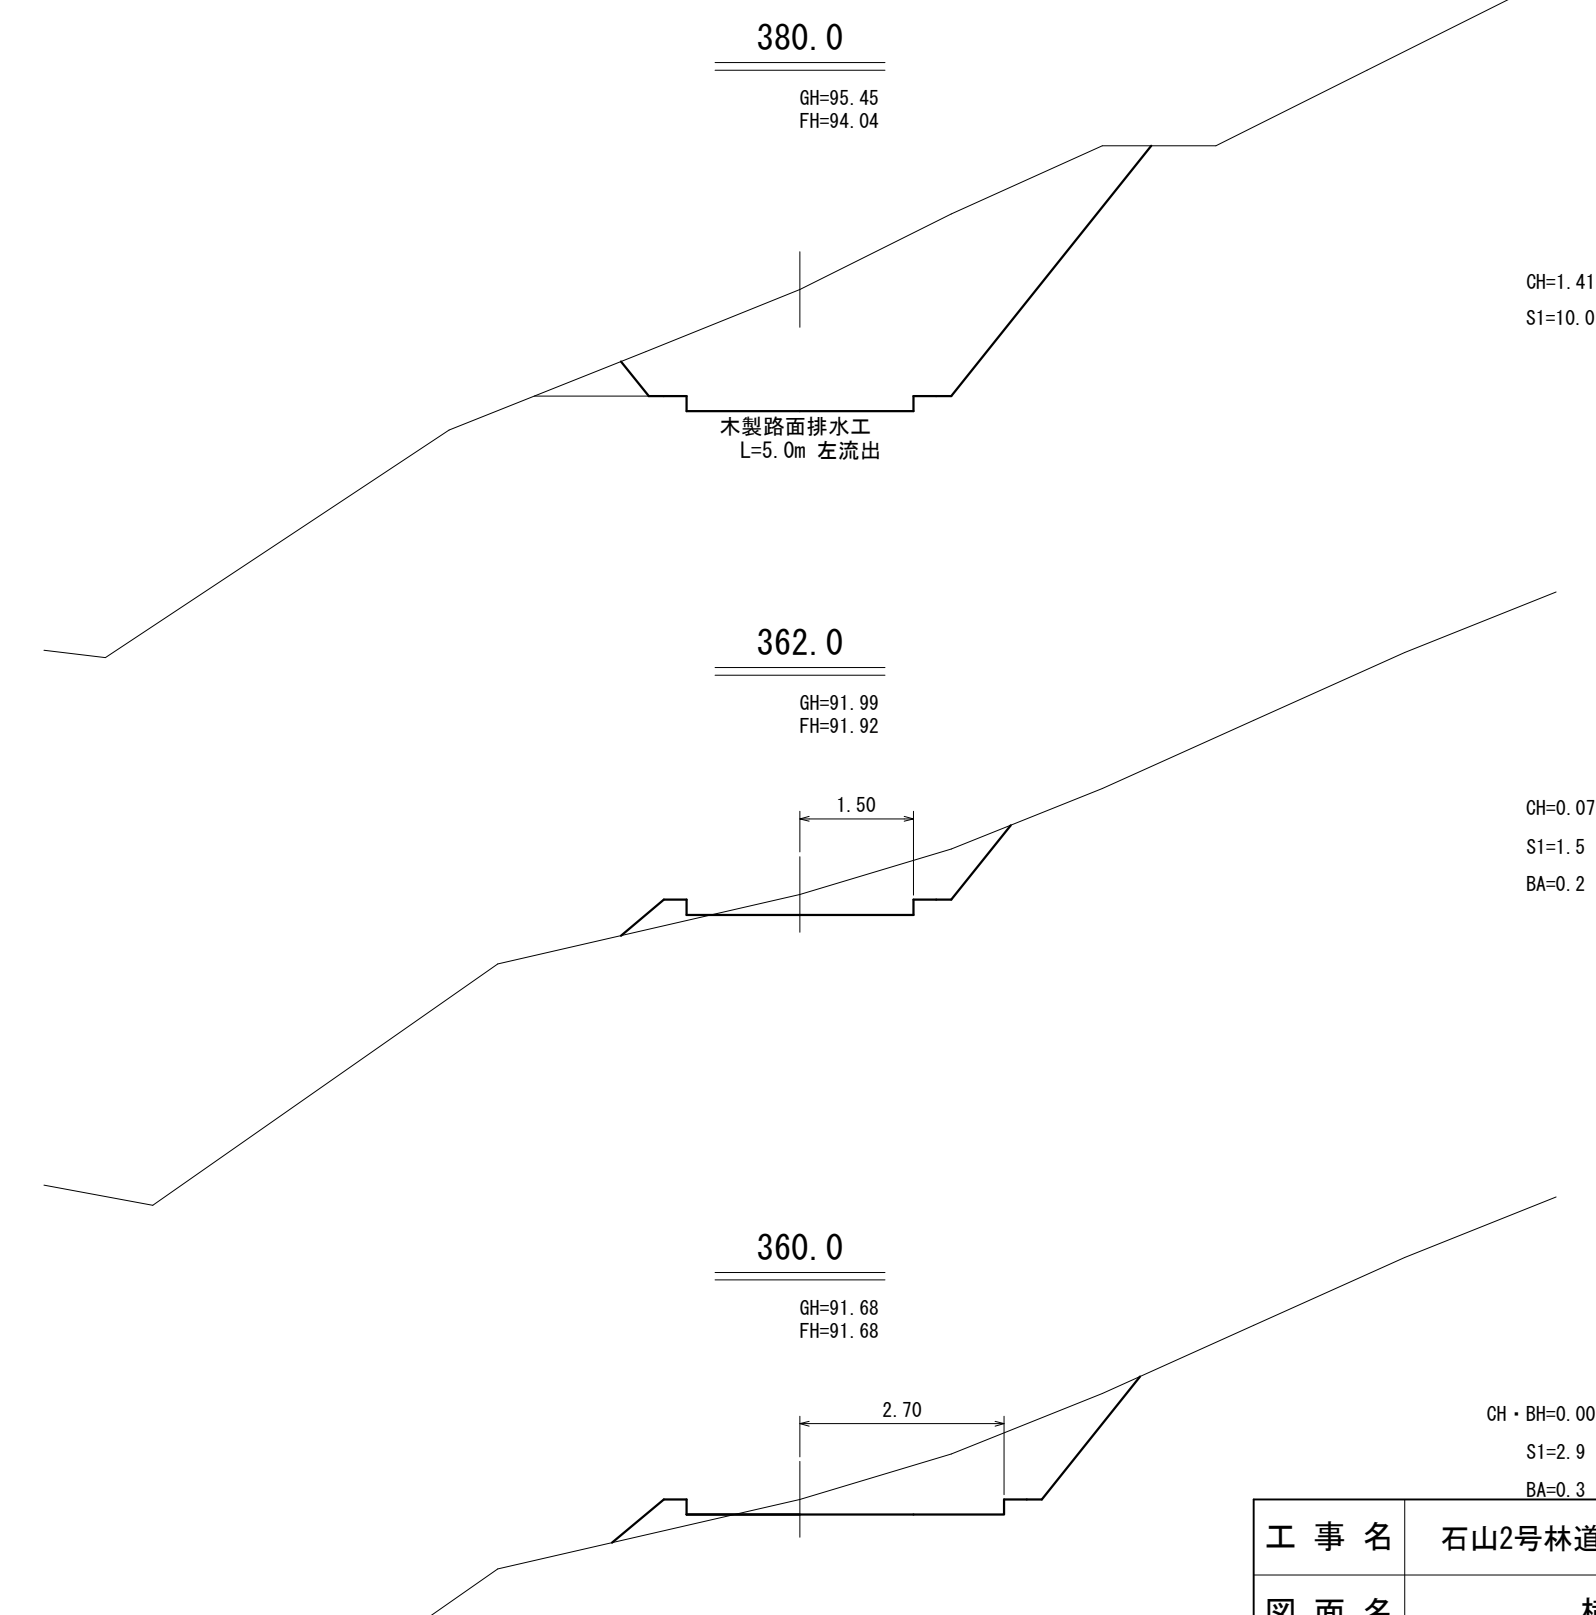 380.0
GH=95.45
FH=94.04
CH=1.41
S1=10.0
木製路面排水工
L=5.0m 左流出
362.0
GH=91.99
FH=91.92
1.50
CH=0.07
S1=1.5
BA=0.2
360.0
GH=91.68
FH=91.68
2.70
CH・BH=0.00
S1=2.9
BA=0.3
工 事 名 石山2号林道
図 面 名